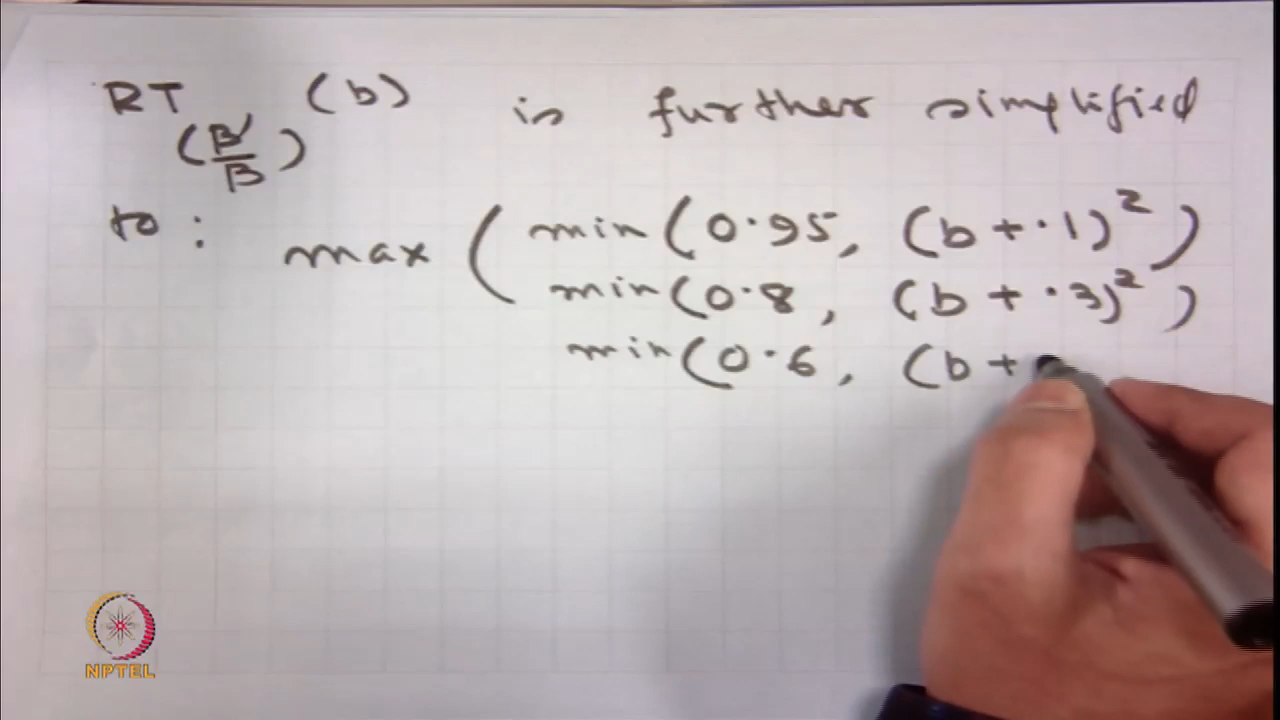 RT (B'/B) (b) is further simplified
to : max ( min (0.95, (b + .1)² )
min (0.8, (b + .3)² )
min (0.6, (b +
NPTEL